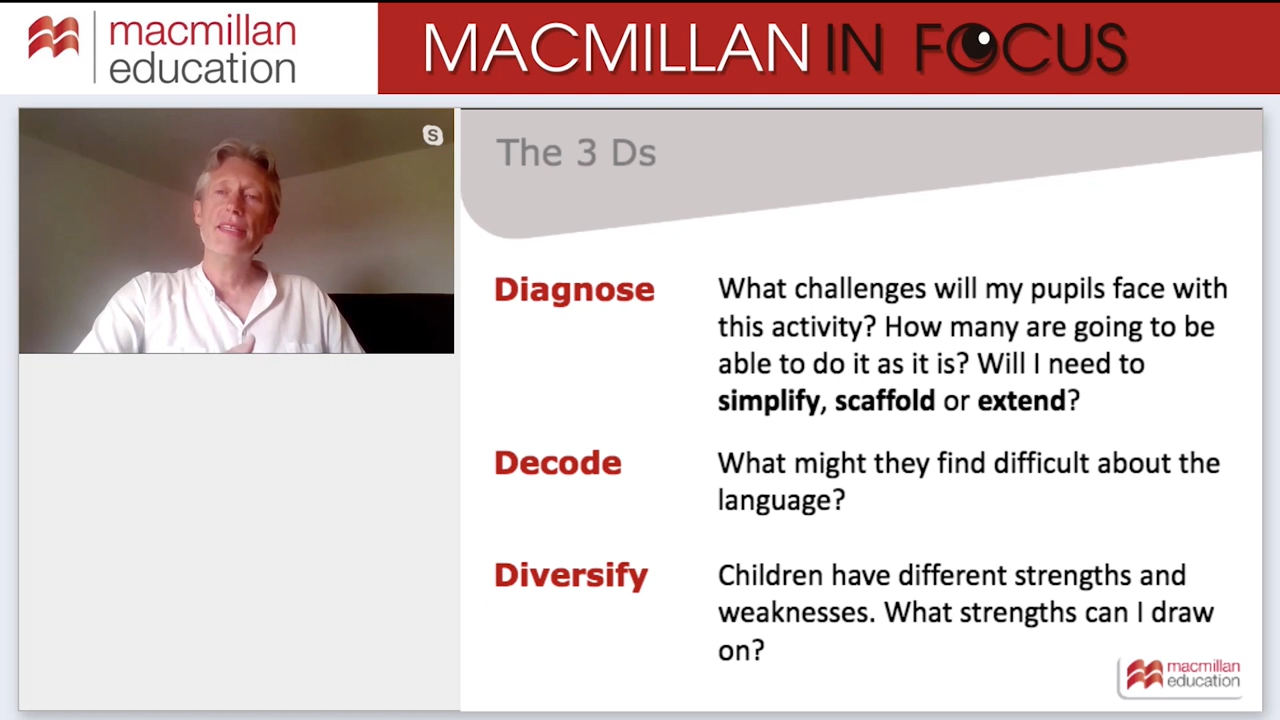 macmillan
education
MACMILLAN IN FOCUS
S
The 3 Ds
Diagnose
What challenges will my pupils face with
this activity? How many are going to be
able to do it as it is? Will I need to
simplify, scaffold or extend?
Decode
What might they find difficult about the
language?
Diversify
Children have different strengths and
weaknesses. What strengths can I draw
on?
macmillan
education